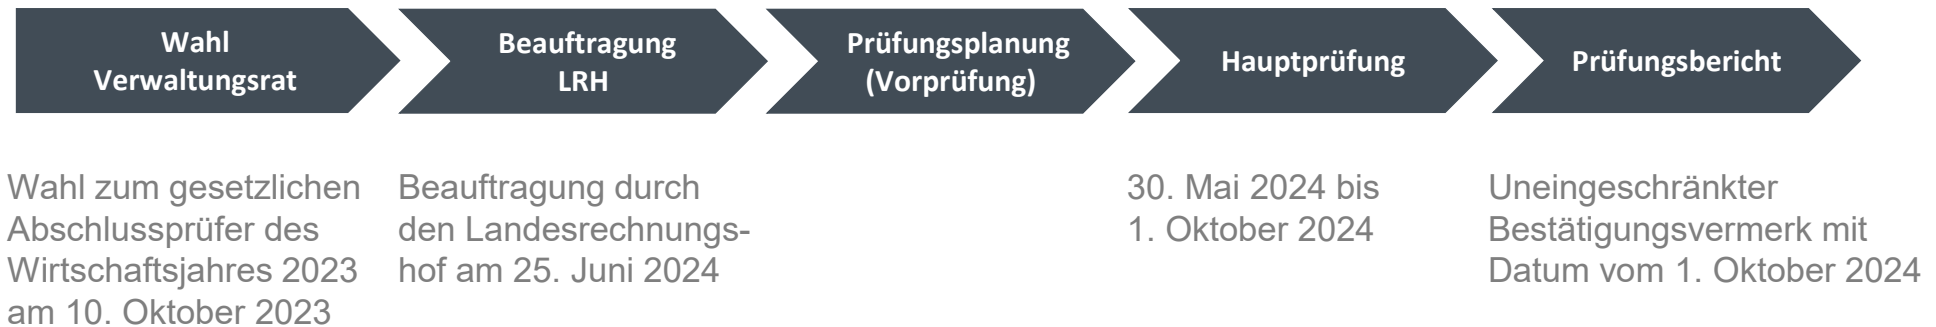 Wahl
Verwaltungsrat
Beauftragung
LRH
Prüfungsplanung
(Vorprüfung)
Hauptprüfung
Prüfungsbericht
Wahl zum gesetzlichen
Abschlussprüfer des
Wirtschaftsjahres 2023
am 10. Oktober 2023
Beauftragung durch
den Landesrechnungs-
hof am 25. Juni 2024
30. Mai 2024 bis
1. Oktober 2024
Uneingeschränkter
Bestätigungsvermerk mit
Datum vom 1. Oktober 2024